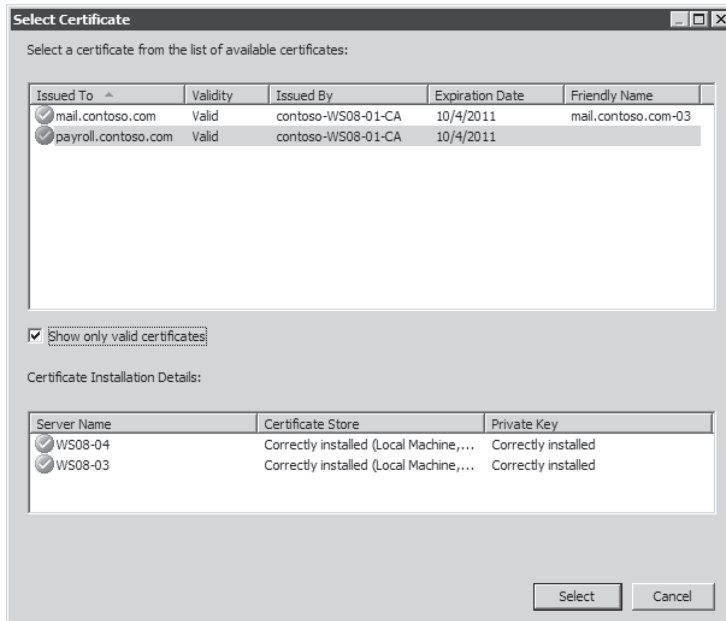 Select Certificate
Select a certificate from the list of available certificates:
Issued To Validity Issued By Expiration Date Friendly Name
mail.contoso.com Valid contoso-WS08-01-CA 10/4/2011 mail.contoso.com-03
payroll.contoso.com Valid contoso-WS08-01-CA 10/4/2011
Show only valid certificates
Certificate Installation Details:
Server Name Certificate Store Private Key
WS08-04 Correctly installed (Local Machine,... Correctly installed
WS08-03 Correctly installed (Local Machine,... Correctly installed
Select Cancel